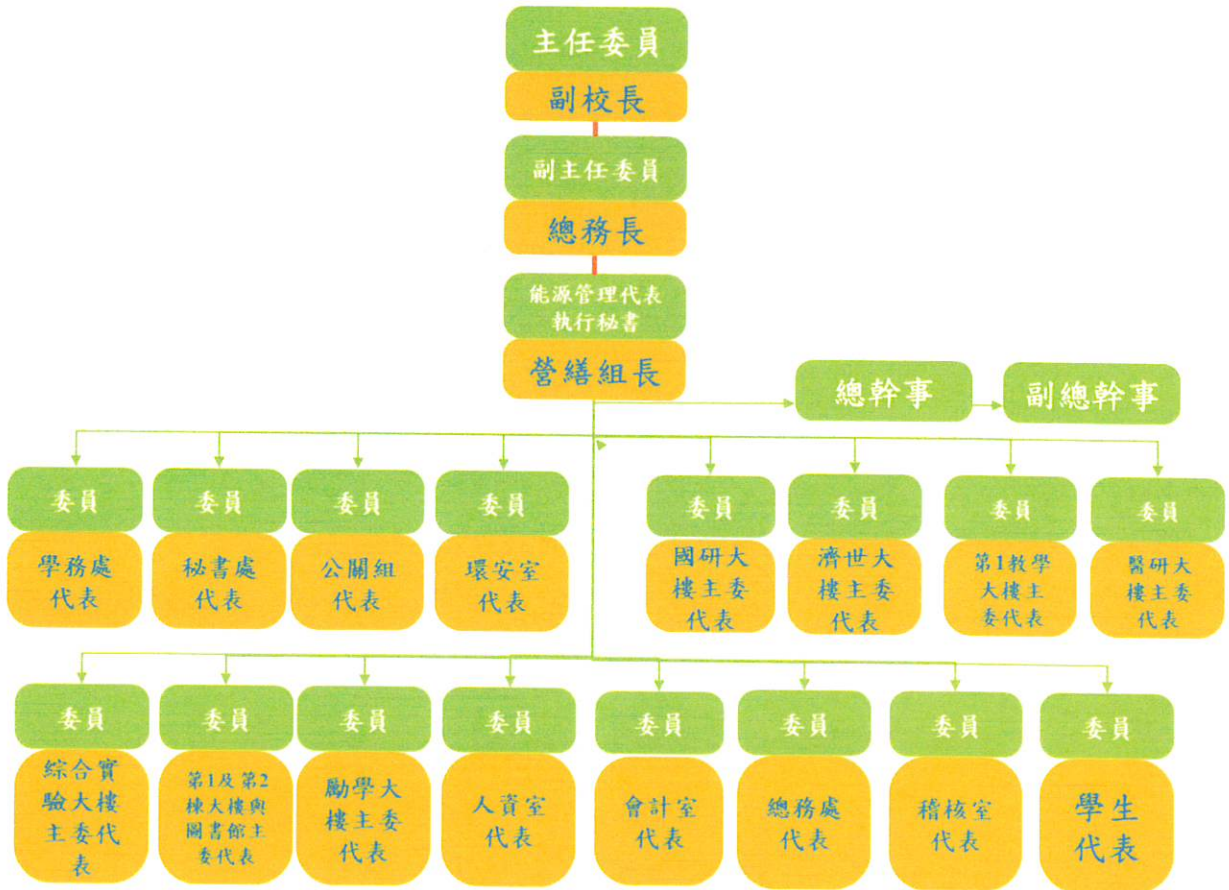 主任委員
副校長
副主任委員
總務長
能源管理代表
執行秘書
營繕組長
總幹事
副總幹事
委員
學務處
代表
委員
秘書處
代表
委員
公關組
代表
委員
環安室
代表
委員
國研大
樓主委
代表
委員
濟世大
樓主委
代表
委員
第1教學
大樓主
委代表
委員
醫研大
樓主委
代表
委員
綜合實
驗大樓
主委代
表
委員
第1及第2
棟大樓與
圖書館主
委代表
委員
勵學大
樓主委
代表
委員
人資室
代表
委員
會計室
代表
委員
總務處
代表
委員
稽核室
代表
委員
學生
代表